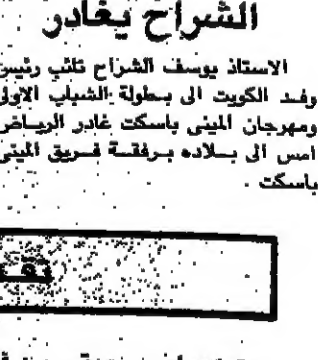 الشراح يغادر
الاستاذ يوسف الشراح نائب رئيس
وفد الكويت الى بطولة الشباب الاولى
ومهرجان الميني باسكت غادر الرياض
امس الى بلاده برفقة فريق الميني
باسكت .